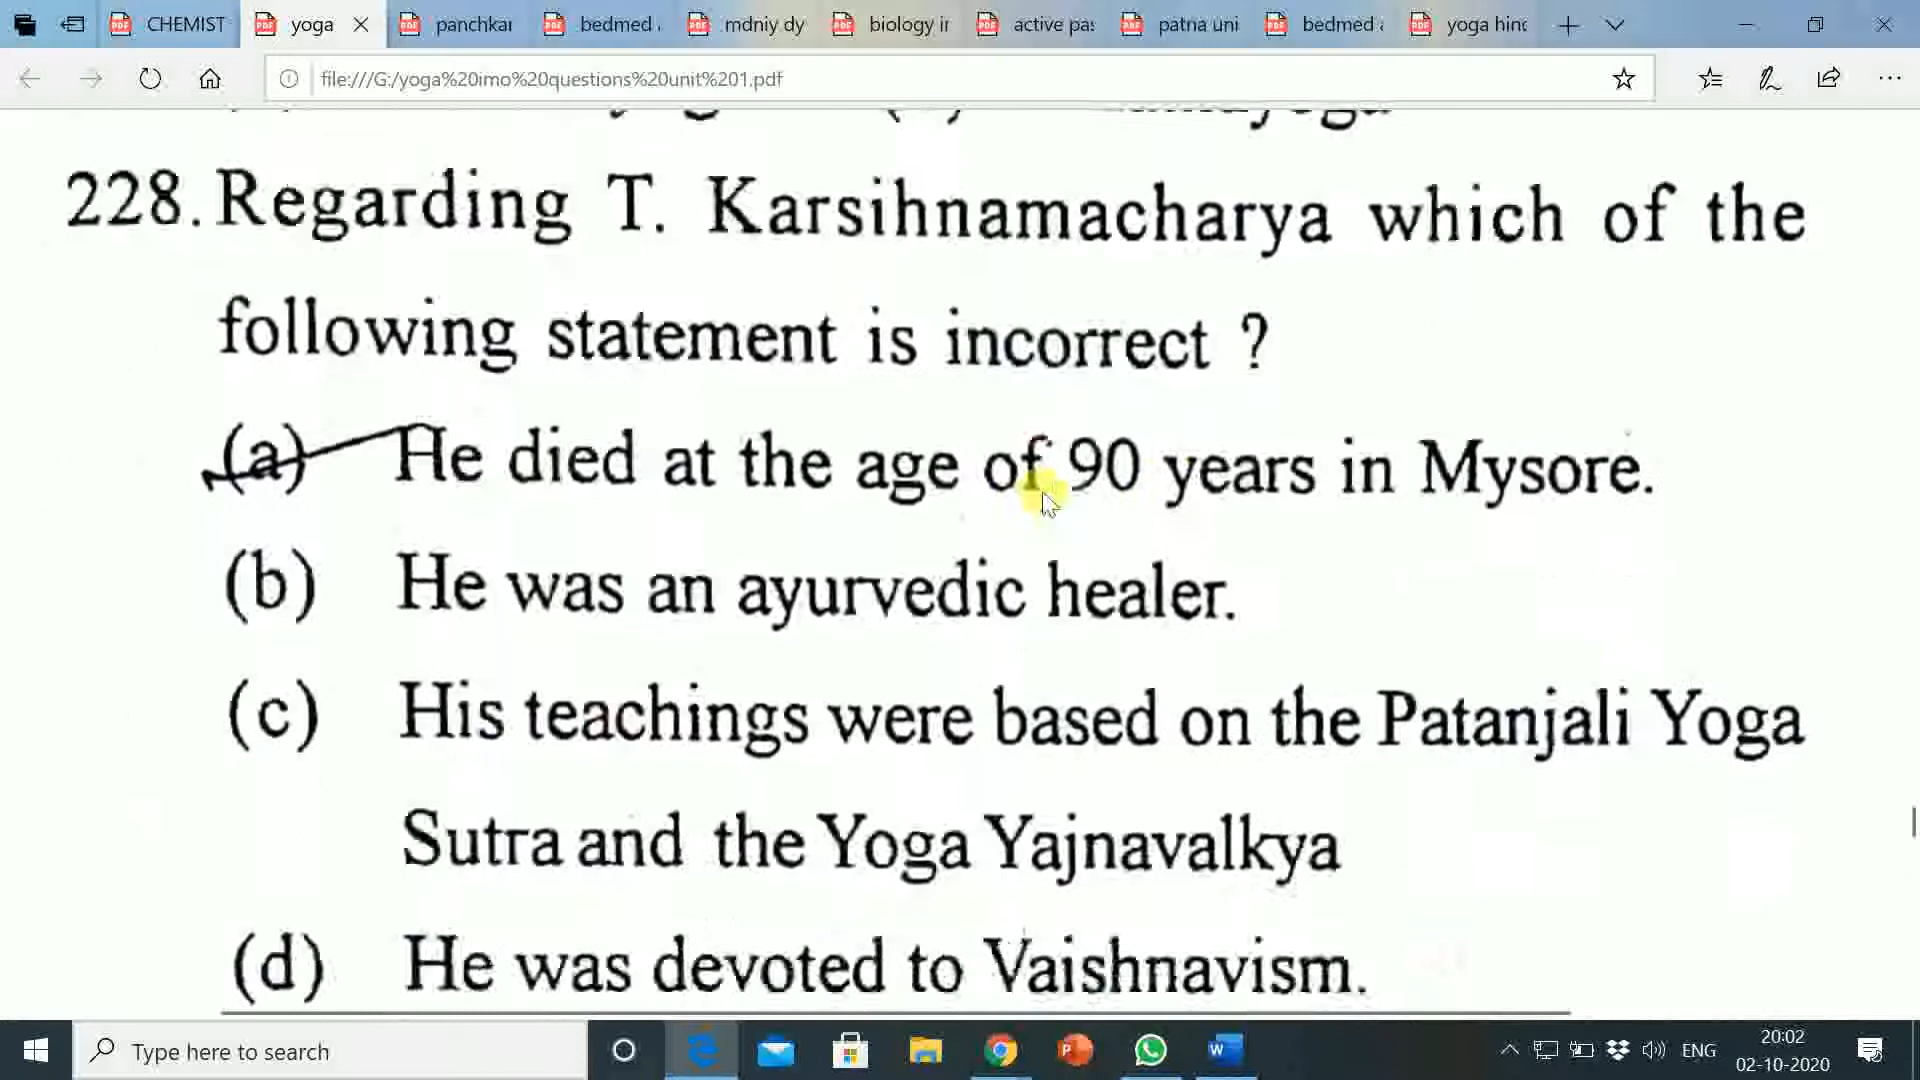 CHEMIST
yoga
panchkar
bedmed
mdniy dy
biology ir
active pas
patna uni
bedmed
yoga hind
file:///G:/yoga%20imo%20questions%20unit%201.pdf
228. Regarding T. Karsihnamacharya which of the
following statement is incorrect ?
(a) He died at the age of 90 years in Mysore.
(b) He was an ayurvedic healer.
(c) His teachings were based on the Patanjali Yoga
Sutra and the Yoga Yajnavalkya
(d) He was devoted to Vaishnavism.
Type here to search
ENG
20:02
02-10-2020